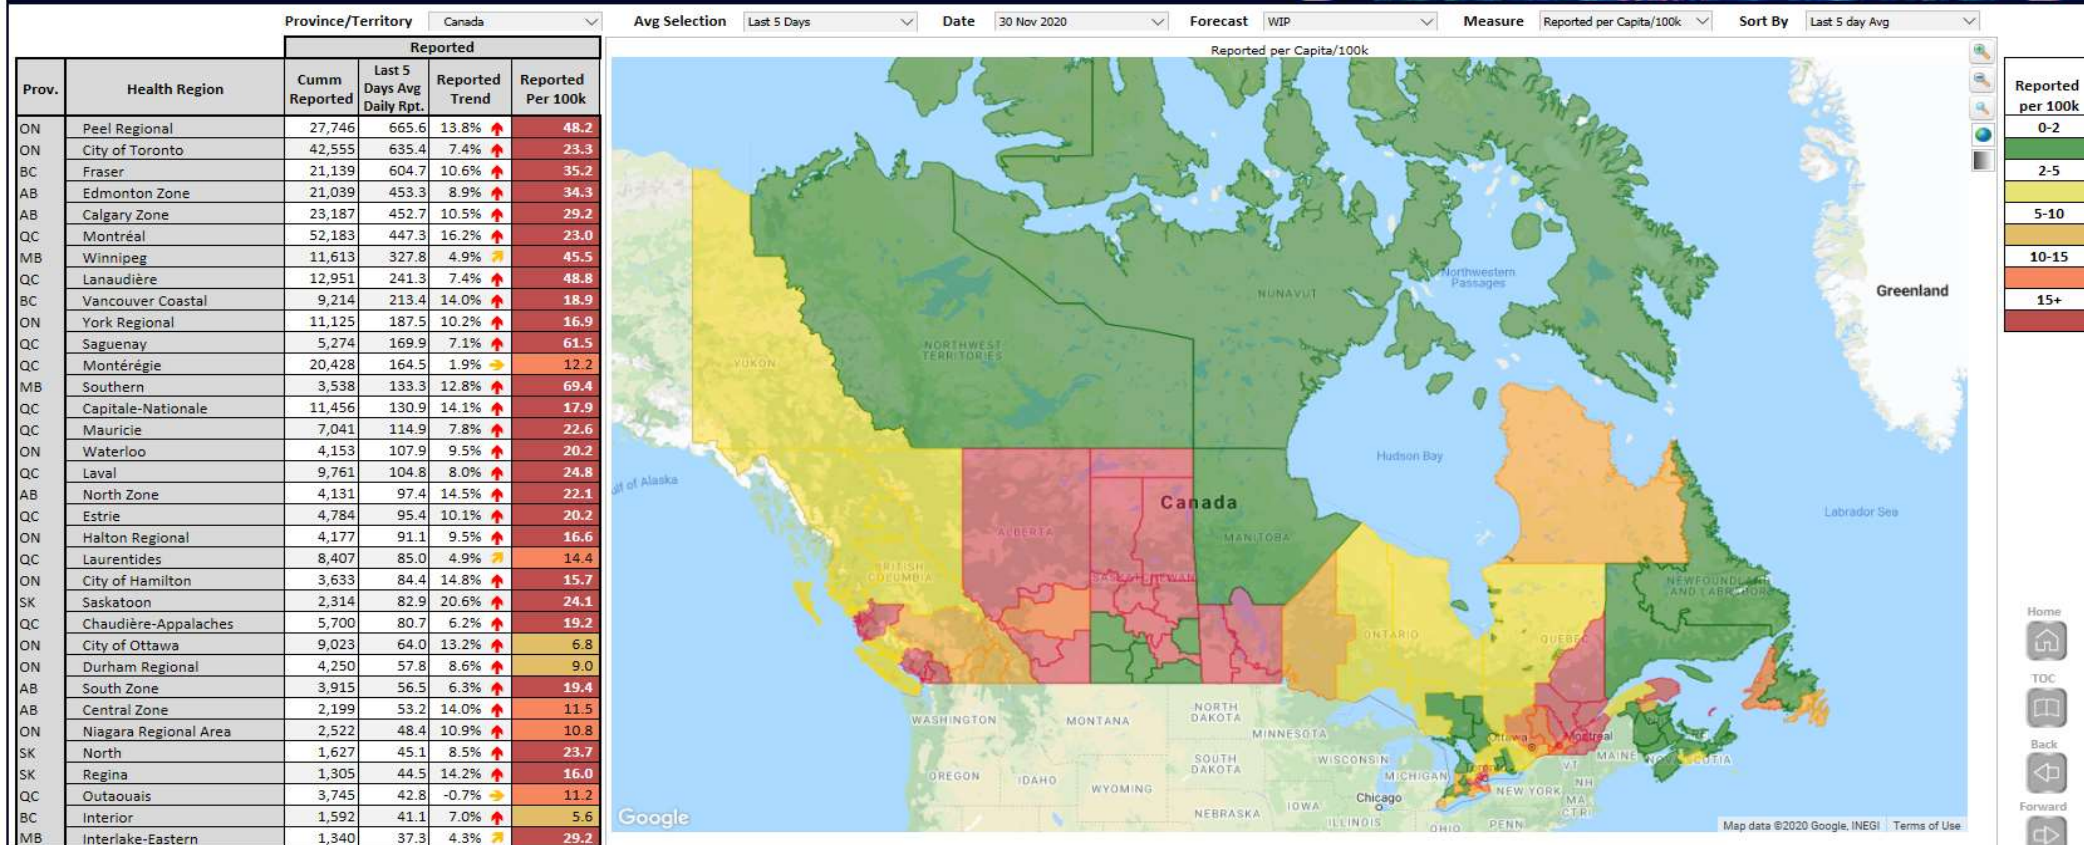 Province/Territory Canada Avg Selection Last 5 Days Date 30 Nov 2020 Forecast WIP Measure Reported per Capita/100k Sort By Last 5 day Avg
Reported
Prov. Health Region Cumm Reported Last 5 Days Avg Daily Rpt. Reported Trend Reported Per 100k
ON Peel Regional 27,746 665.6 13.8% 48.2
ON City of Toronto 42,555 635.4 7.4% 23.3
BC Fraser 21,139 604.7 10.6% 35.2
AB Edmonton Zone 21,039 453.3 8.9% 34.3
AB Calgary Zone 23,187 452.7 10.5% 29.2
QC Montréal 52,183 447.3 16.2% 23.0
MB Winnipeg 11,613 327.8 4.9% 45.5
QC Lanaudière 12,951 241.3 7.4% 48.8
BC Vancouver Coastal 9,214 213.4 14.0% 18.9
ON York Regional 11,125 187.5 10.2% 16.9
QC Saguenay 5,274 169.9 7.1% 61.5
QC Montérégie 20,428 164.5 1.9% 12.2
MB Southern 3,538 133.3 12.8% 69.4
QC Capitale-Nationale 11,456 130.9 14.1% 17.9
QC Mauricie 7,041 114.9 7.8% 22.6
ON Waterloo 4,153 107.9 9.5% 20.2
QC Laval 9,761 104.8 8.0% 24.8
AB North Zone 4,131 97.4 14.5% 22.1
QC Estrie 4,784 95.4 10.1% 20.2
ON Halton Regional 4,177 91.1 9.5% 16.6
QC Laurentides 8,407 85.0 4.9% 14.4
ON City of Hamilton 3,633 84.4 14.8% 15.7
SK Saskatoon 2,314 82.9 20.6% 24.1
QC Chaudière-Appalaches 5,700 80.7 6.2% 19.2
ON City of Ottawa 9,023 64.0 13.2% 6.8
ON Durham Regional 4,250 57.8 8.6% 9.0
AB South Zone 3,915 56.5 6.3% 19.4
AB Central Zone 2,199 53.2 14.0% 11.5
ON Niagara Regional Area 2,522 48.4 10.9% 10.8
SK North 1,627 45.1 8.5% 23.7
SK Regina 1,305 44.5 14.2% 16.0
QC Outaouais 3,745 42.8 -0.7% 11.2
BC Interior 1,592 41.1 7.0% 5.6
MB Interlake-Eastern 1,340 37.3 4.3% 29.2
Reported per Capita/100k
Northwestern
Passages
Greenland
NUNAVUT
NORTHWEST
TERRITORIES
YUKON
Hudson Bay
Gulf of Alaska
Canada
Labrador Sea
ALBERTA
MANITOBA
BRITISH
COLUMBIA
SASKATCHEWAN
NEWFOUNDLAND
AND LABRADOR
ONTARIO
QUEBEC
WASHINGTON
MONTANA
NORTH
DAKOTA
MINNESOTA
Ottawa
Montreal
MAINE
NOVA SCOTIA
SOUTH
DAKOTA
WISCONSIN
MICHIGAN
Toronto
VT
NH
OREGON
IDAHO
WYOMING
NEW YORK
MA
CT RI
Chicago
IOWA
NEBRASKA
ILLINOIS
OHIO
PENN
Google
Map data ©2020 Google, INEGI Terms of Use
Reported
per 100k
0-2
2-5
5-10
10-15
15+
Home
TOC
Back
Forward